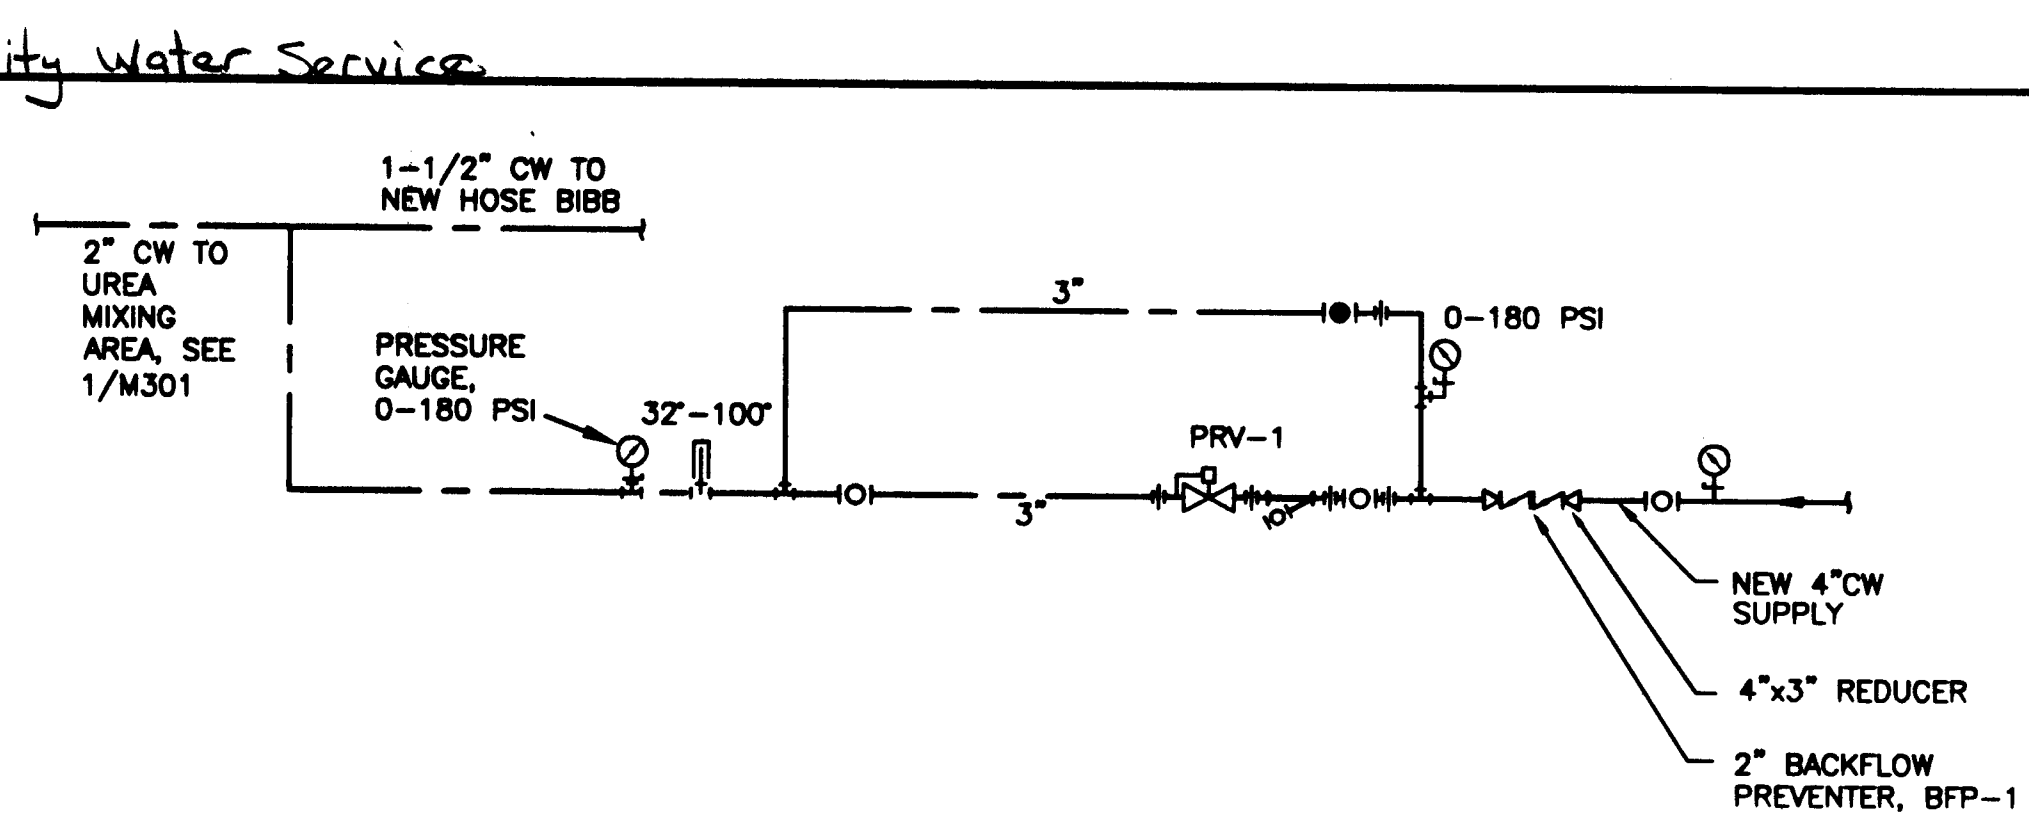 ity Water Service
1-1/2" CW TO
NEW HOSE BIBB
2" CW TO
UREA
MIXING
AREA, SEE
1/M301
PRESSURE
GAUGE,
0-180 PSI
32°-100°
3"
0-180 PSI
PRV-1
3"
NEW 4"CW
SUPPLY
4"x3" REDUCER
2" BACKFLOW
PREVENTER, BFP-1